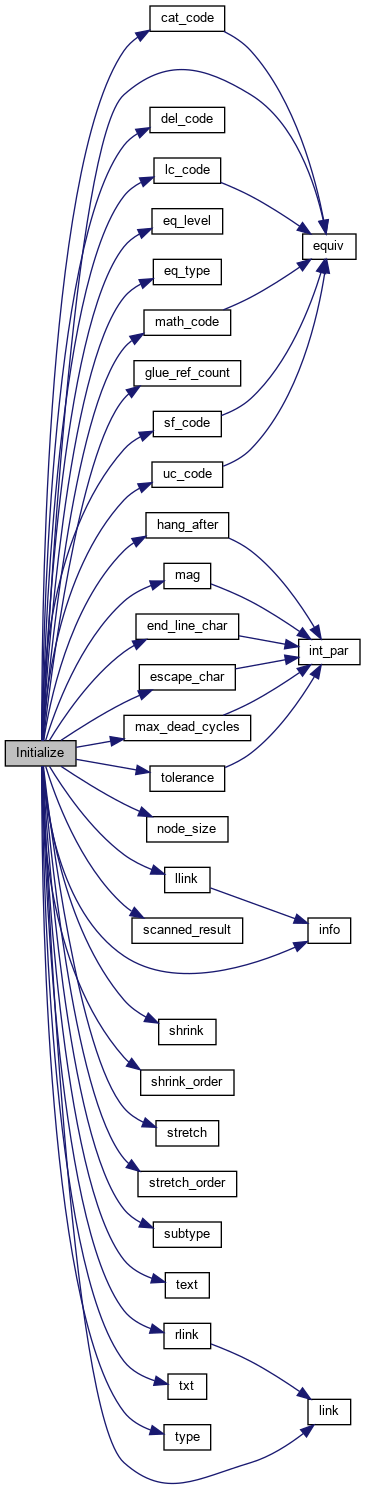 cat_code
del_code
lc_code
eq_level
equiv
eq_type
math_code
glue_ref_count
sf_code
uc_code
hang_after
mag
end_line_char
int_par
escape_char
max_dead_cycles
Initialize
tolerance
node_size
llink
scanned_result
info
shrink
shrink_order
stretch
stretch_order
subtype
text
rlink
txt
link
type